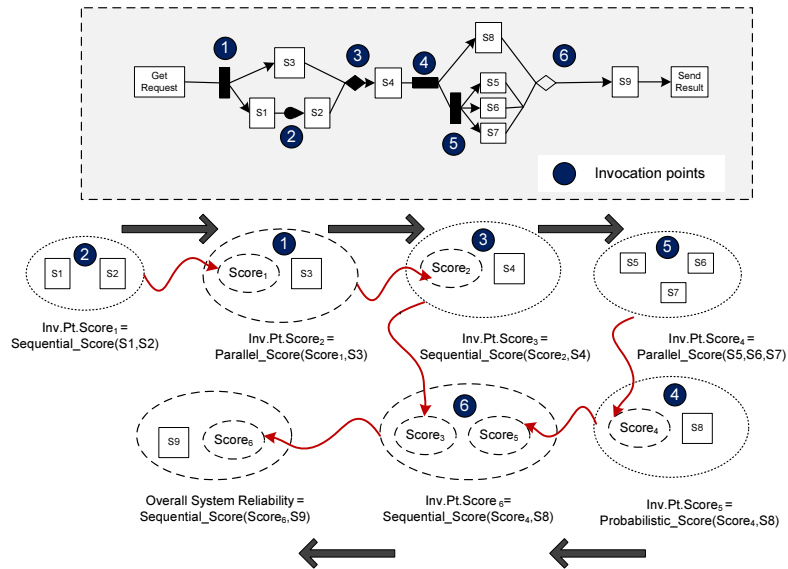 1
3
4
6
S8
Get
Request
S3
S4
S5
S6
S7
S9
Send
Result
S1
S2
2
5
Invocation points
2
S1
S2
Inv.Pt.Score1 =
Sequential_Score(S1,S2)
1
Score1
S3
Inv.Pt.Score2 =
Parallel_Score(Score1,S3)
3
Score2
S4
Inv.Pt.Score3 =
Sequential_Score(Score2,S4)
5
S5
S6
S7
Inv.Pt.Score4 =
Parallel_Score(S5,S6,S7)
S9
Score6
Overall System Reliability =
Sequential_Score(Score6,S9)
6
Score3
Score5
Inv.Pt.Score 6 =
Sequential_Score(Score4,S8)
4
Score4
S8
Inv.Pt.Score5 =
Probabilistic_Score(Score4,S8)